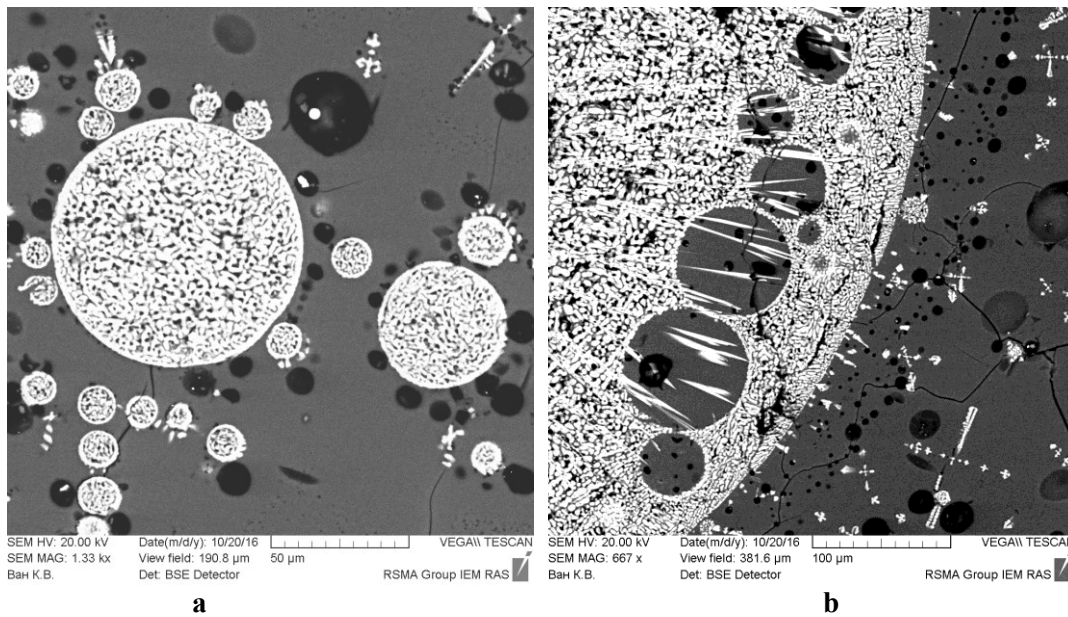 SEM HV: 20.00 kV Date(m/d/y): 10/20/16 VEGA\\ TESCAN
SEM MAG: 1.33 kx View field: 190.8 µm 50 µm
Ван К.В. Det: BSE Detector RSMA Group IEM RAS
a
SEM HV: 20.00 kV Date(m/d/y): 10/20/16 VEGA\\ TESCAN
SEM MAG: 667 x View field: 381.6 µm 100 µm
Ван К.В. Det: BSE Detector RSMA Group IEM RAS
b